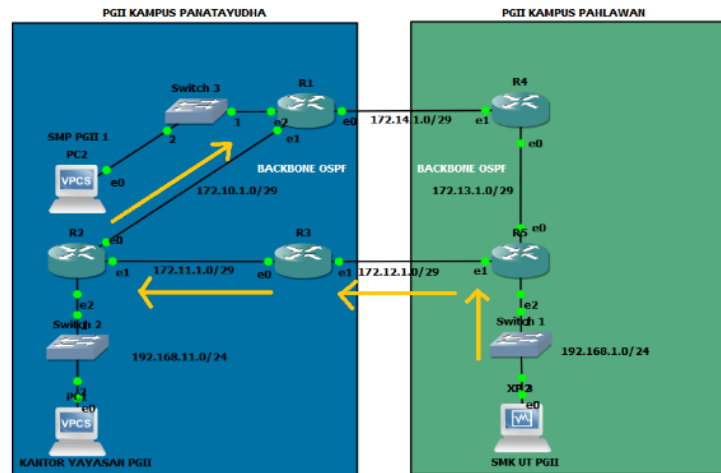 PGII KAMPUS PANATAYUDHA
PGII KAMPUS PAHLAWAN
Switch 3
R1
R4
1
e2
e0
172.14.1.0/29
e1
2
e1
e0
SMP PGII 1
PC2
VPCS
e0
BACKBONE OSPF
BACKBONE OSPF
172.10.1.0/29
172.13.1.0/29
R2
e0
R3
e0
R5
e1
172.11.1.0/29
e0
e1
172.12.1.0/29
e1
e2
e2
Switch 2
Switch 1
192.168.11.0/24
192.168.1.0/24
e0
e0
VPCS
KANTOR YAYASAN PGII
SMK UT PGII